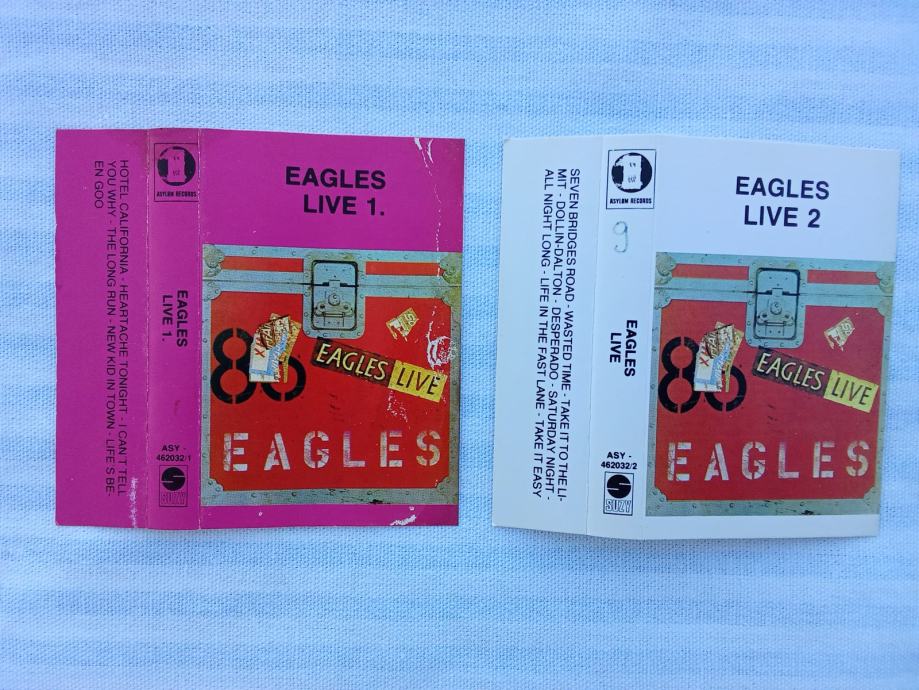 EAGLES
LIVE 1.
EAGLES
LIVE
EAGLES
ASYLUM RECORDS
EAGLES
LIVE 1.
ASY -
462032/1
SUZY
HOTEL CALIFORNIA - HEARTACHE TONIGHT - I CAN'T TELL
YOU WHY - THE LONG RUN - NEW KID IN TOWN - LIFE S BE-
EN GOO
EAGLES
LIVE 2
EAGLES
LIVE
EAGLES
ASYLUM RECORDS
9
EAGLES
LIVE
ASY -
462032/2
SUZY
SEVEN BRIDGES ROAD - WASTED TIME - TAKE IT TO THE LI-
MIT - DOLLIN-DALTON - DESPERADO - SATURDAY NIGHT -
ALL NIGHT LONG - LIFE IN THE FAST LANE - TAKE IT EASY